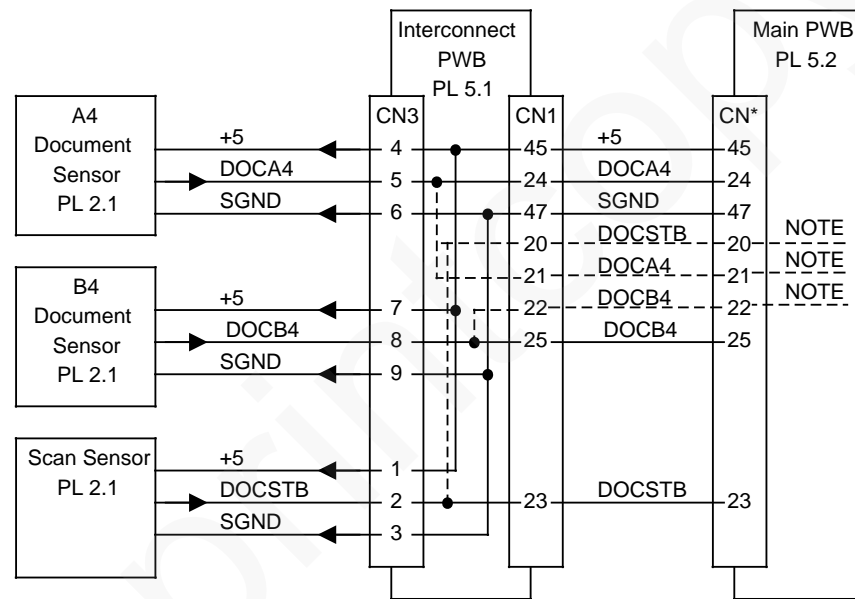 Interconnect
PWB
PL 5.1
Main PWB
PL 5.2
A4
Document
Sensor
PL 2.1
CN3
CN1
CN*
+5
4
45
+5
45
DOCA4
5
24
DOCA4
24
SGND
6
47
SGND
47
20
DOCSTB
20
NOTE
21
DOCA4
21
NOTE
B4
Document
Sensor
PL 2.1
+5
7
22
DOCB4
22
NOTE
DOCB4
8
25
DOCB4
25
SGND
9
Scan Sensor
PL 2.1
+5
1
DOCSTB
2
23
DOCSTB
23
SGND
3
printcopy